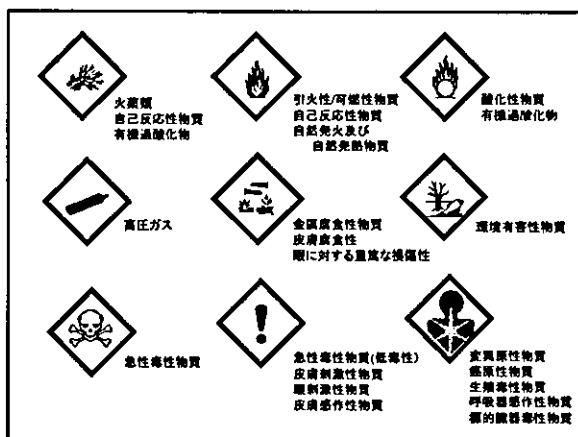 火薬類
自己反応性物質
有機過酸化物
引火性/可燃性物質
自己反応性物質
自然発火及び
自然発熱物質
酸化性物質
有機過酸化物
高圧ガス
金属腐食性物質
皮膚腐食性
眼に対する重篤な損傷性
環境有害性物質
急性毒性物質
急性毒性物質(低毒性)
皮膚刺激性物質
眼刺激性物質
皮膚感作性物質
変異原性物質
癌原性物質
生殖毒性物質
呼吸器感作性物質
標的臓器毒性物質